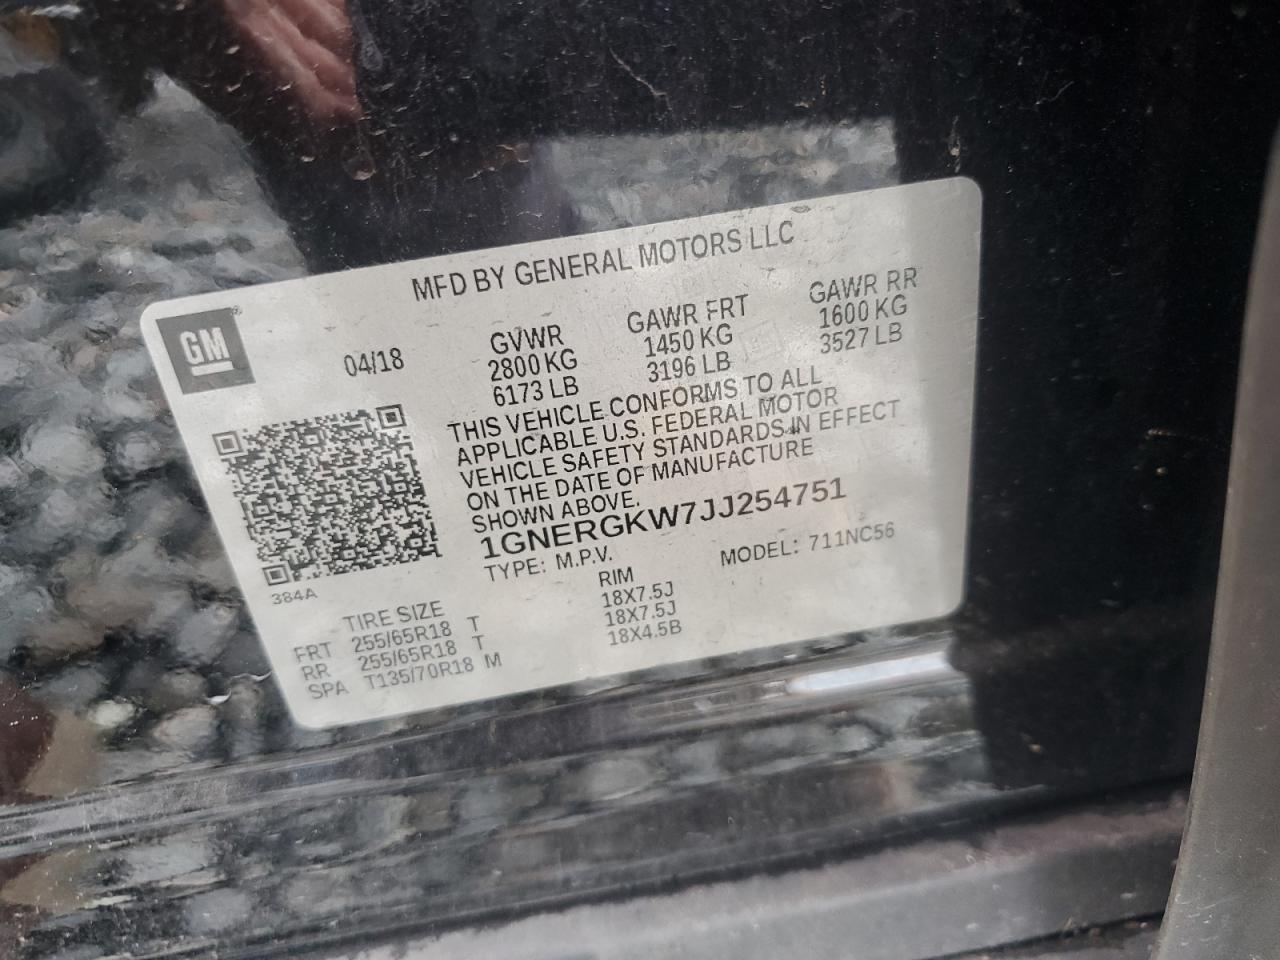 MFD BY GENERAL MOTORS LLC
GM®
04/18
GVWR
2800 KG
6173 LB
GAWR FRT
1450 KG
3196 LB
GAWR RR
1600 KG
3527 LB
THIS VEHICLE CONFORMS TO ALL
APPLICABLE U.S. FEDERAL MOTOR
VEHICLE SAFETY STANDARDS IN EFFECT
ON THE DATE OF MANUFACTURE
SHOWN ABOVE.
1GNERGKW7JJ254751
TYPE: M.P.V.
MODEL: 711NC56
384A
TIRE SIZE RIM
FRT 255/65R18 T 18X7.5J
RR 255/65R18 T 18X7.5J
SPA T135/70R18 M 18X4.5B